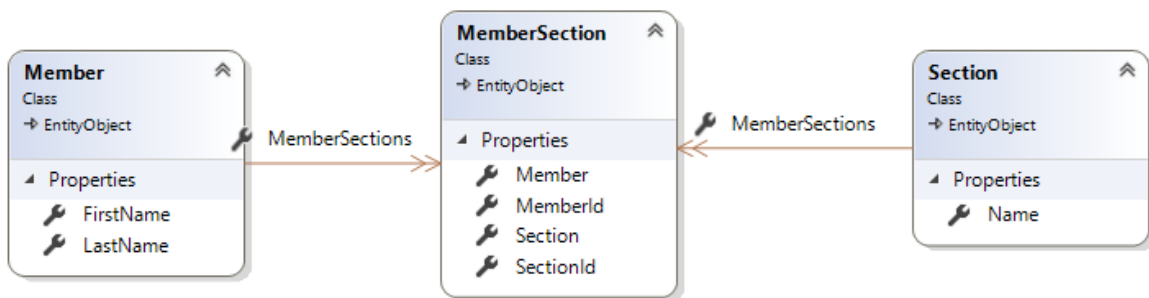 Member
Class
EntityObject
Properties
FirstName
LastName
MemberSections
MemberSection
Class
EntityObject
Properties
Member
MemberId
Section
SectionId
MemberSections
Section
Class
EntityObject
Properties
Name